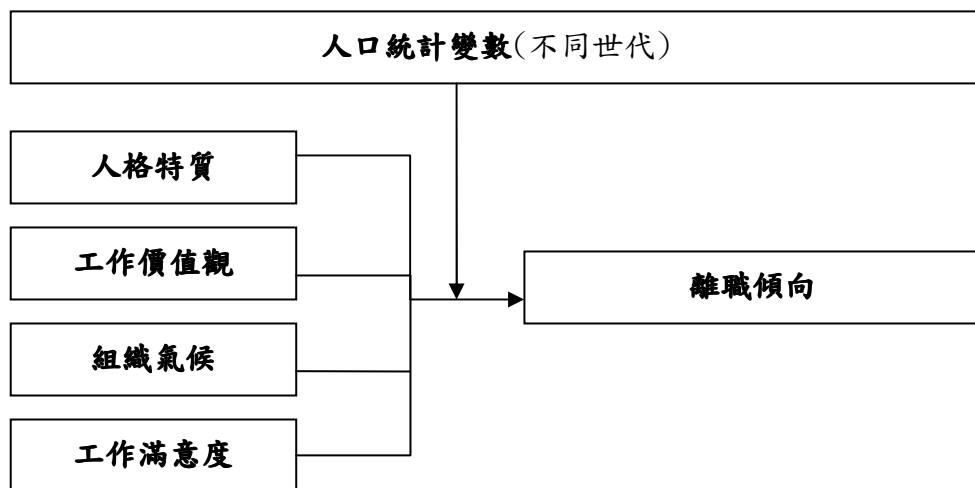 人口統計變數(不同世代)
人格特質
工作價值觀
組織氣候
工作滿意度
離職傾向